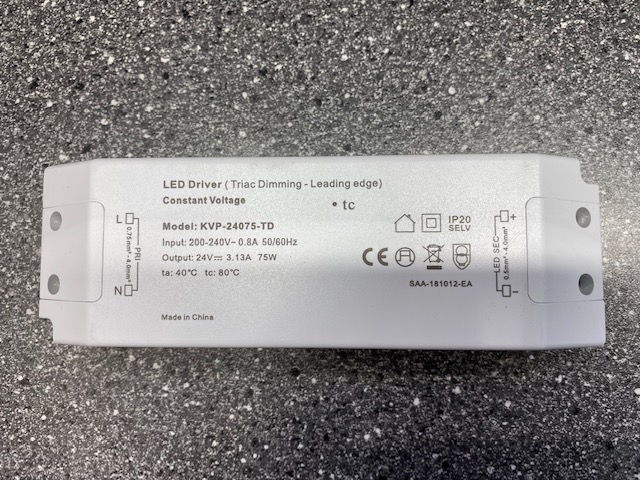 LED Driver ( Triac Dimming - Leading edge)
Constant Voltage
• tc
Model: KVP-24075-TD
Input: 200-240V~ 0.8A 50/60Hz
Output: 24V⎓ 3.13A 75W
ta: 40℃ tc: 80℃
IP20
SELV
CE
SAA-181012-EA
Made in China
L
N
PRI
0.75mm²-4.0mm²
+
−
LED SEC
0.5mm²-4.0mm²